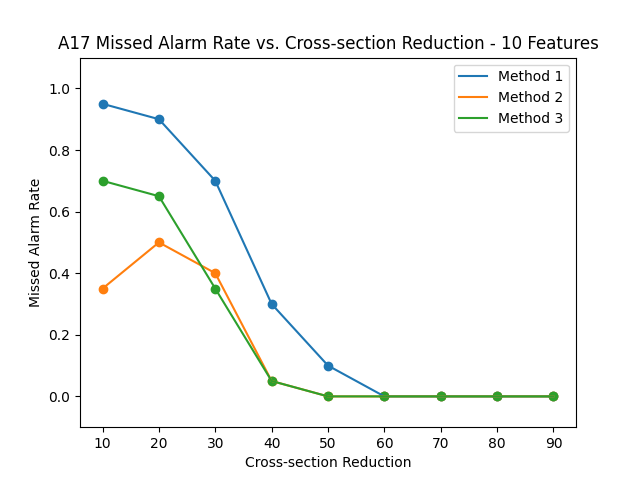 A17 Missed Alarm Rate vs. Cross-section Reduction - 10 Features
Method 1
Method 2
Method 3
1.0
0.8
0.6
0.4
0.2
0.0
Missed Alarm Rate
10 20 30 40 50 60 70 80 90
Cross-section Reduction